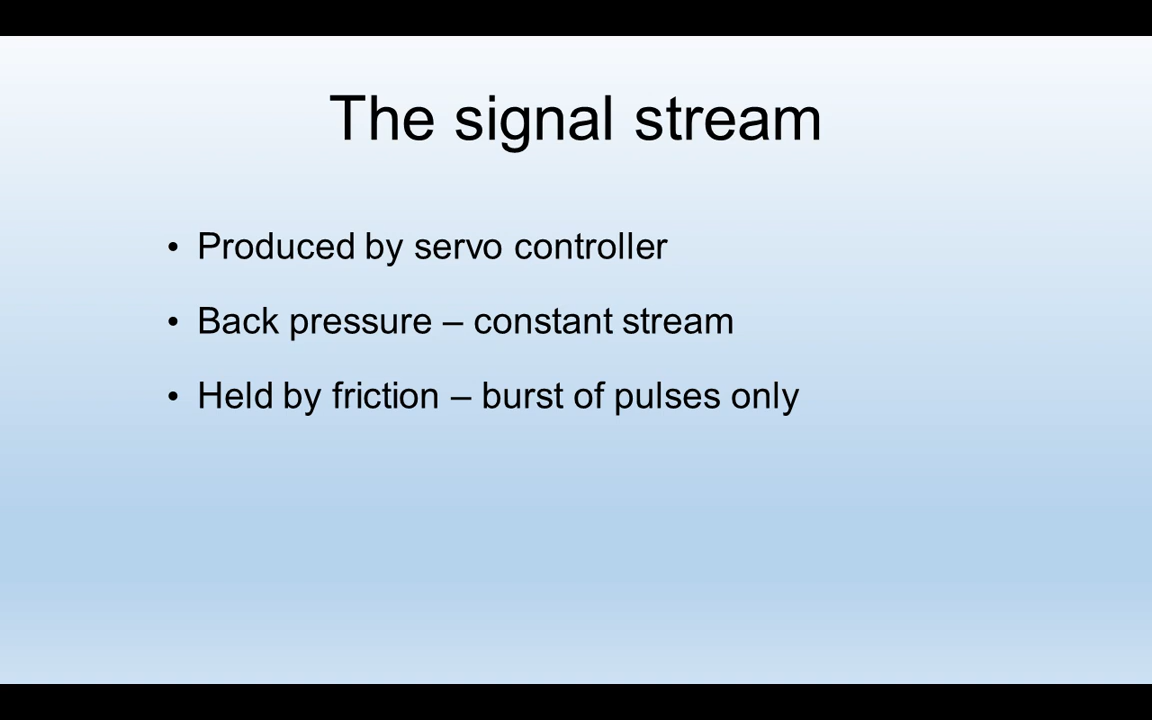 The signal stream
• Produced by servo controller
• Back pressure – constant stream
• Held by friction – burst of pulses only